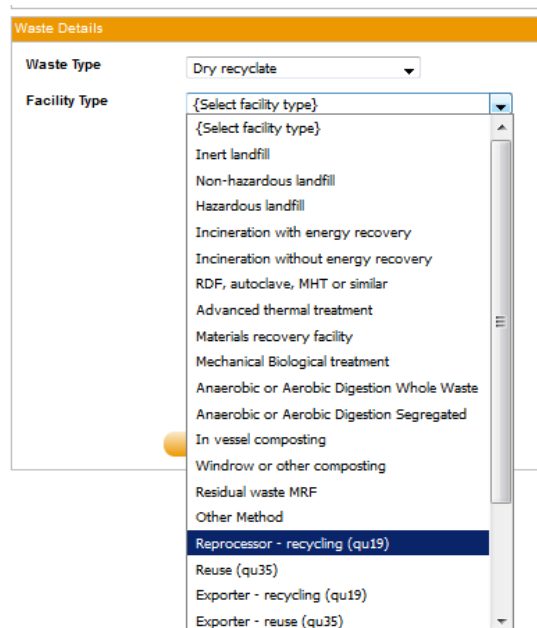 Waste Details
Waste Type Dry recyclate
Facility Type {Select facility type}
{Select facility type}
Inert landfill
Non-hazardous landfill
Hazardous landfill
Incineration with energy recovery
Incineration without energy recovery
RDF, autoclave, MHT or similar
Advanced thermal treatment
Materials recovery facility
Mechanical Biological treatment
Anaerobic or Aerobic Digestion Whole Waste
Anaerobic or Aerobic Digestion Segregated
In vessel composting
Windrow or other composting
Residual waste MRF
Other Method
Reprocessor - recycling (qu19)
Reuse (qu35)
Exporter - recycling (qu19)
Exporter - reuse (qu35)